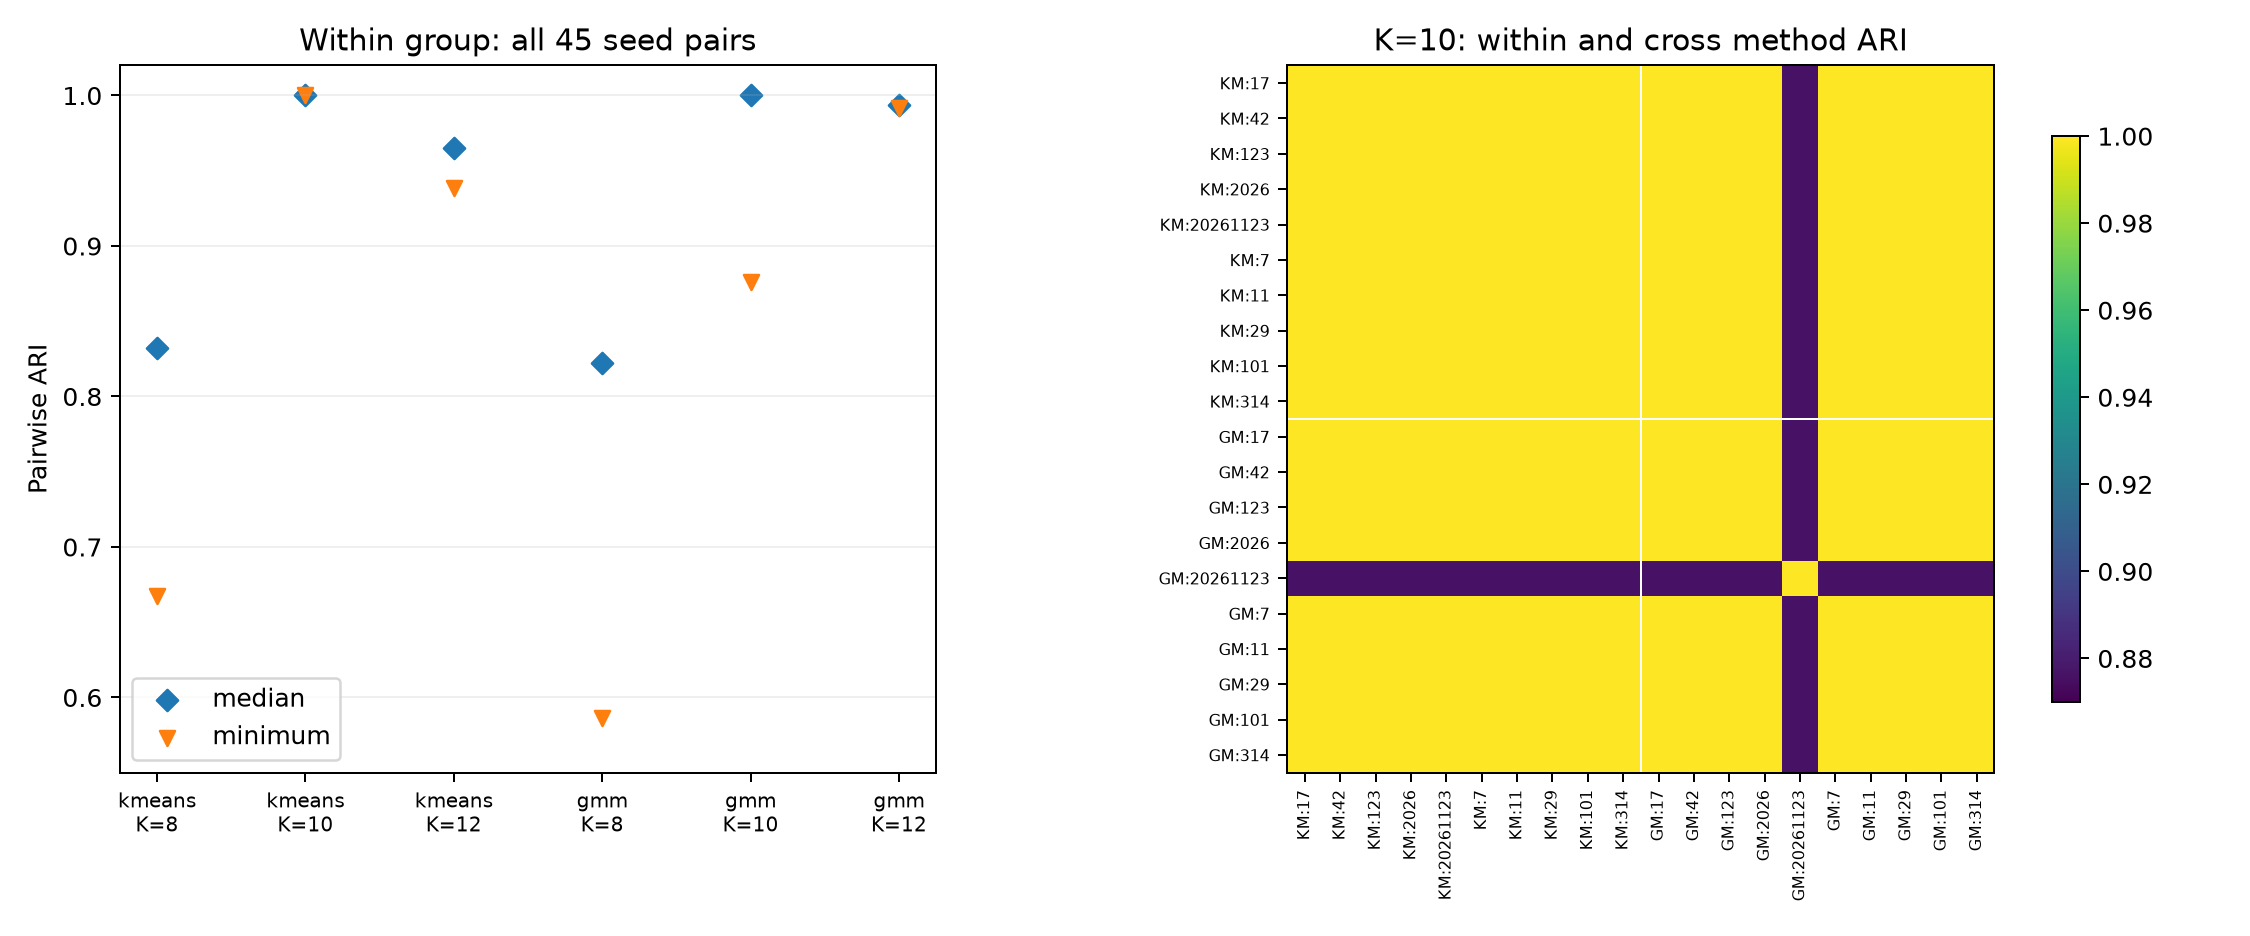 Within group: all 45 seed pairs
Pairwise ARI
1.0
0.9
0.8
0.7
0.6
median
minimum
kmeans
K=8
kmeans
K=10
kmeans
K=12
gmm
K=8
gmm
K=10
gmm
K=12
K=10: within and cross method ARI
KM:17
KM:42
KM:123
KM:2026
KM:20261123
KM:7
KM:11
KM:29
KM:101
KM:314
GM:17
GM:42
GM:123
GM:2026
GM:20261123
GM:7
GM:11
GM:29
GM:101
GM:314
KM:17
KM:42
KM:123
KM:2026
KM:20261123
KM:7
KM:11
KM:29
KM:101
KM:314
GM:17
GM:42
GM:123
GM:2026
GM:20261123
GM:7
GM:11
GM:29
GM:101
GM:314
1.00
0.98
0.96
0.94
0.92
0.90
0.88